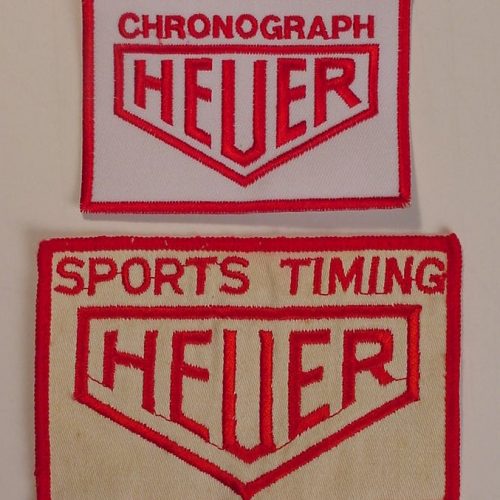 CHRONOGRAPH
HEUER
SPORTS TIMING
HEUER